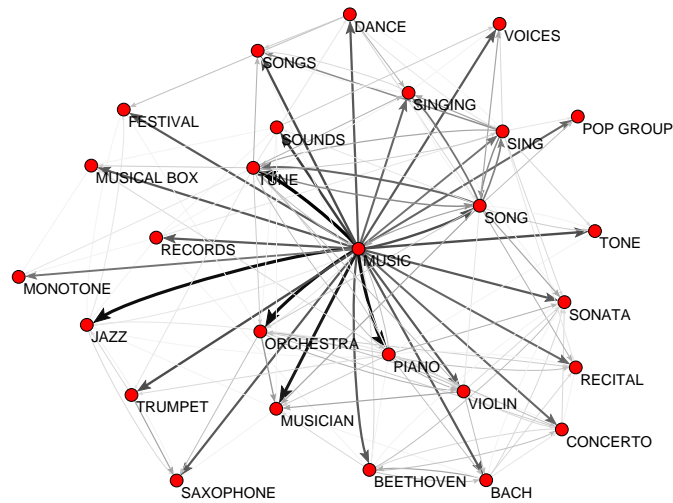 DANCE
VOICES
SONGS
SINGING
FESTIVAL
POP GROUP
SOUNDS
SING
MUSICAL BOX
TUNE
SONG
TONE
RECORDS
MUSIC
MONOTONE
SONATA
JAZZ
ORCHESTRA
PIANO
RECITAL
VIOLIN
TRUMPET
MUSICIAN
CONCERTO
BEETHOVEN
SAXOPHONE
BACH